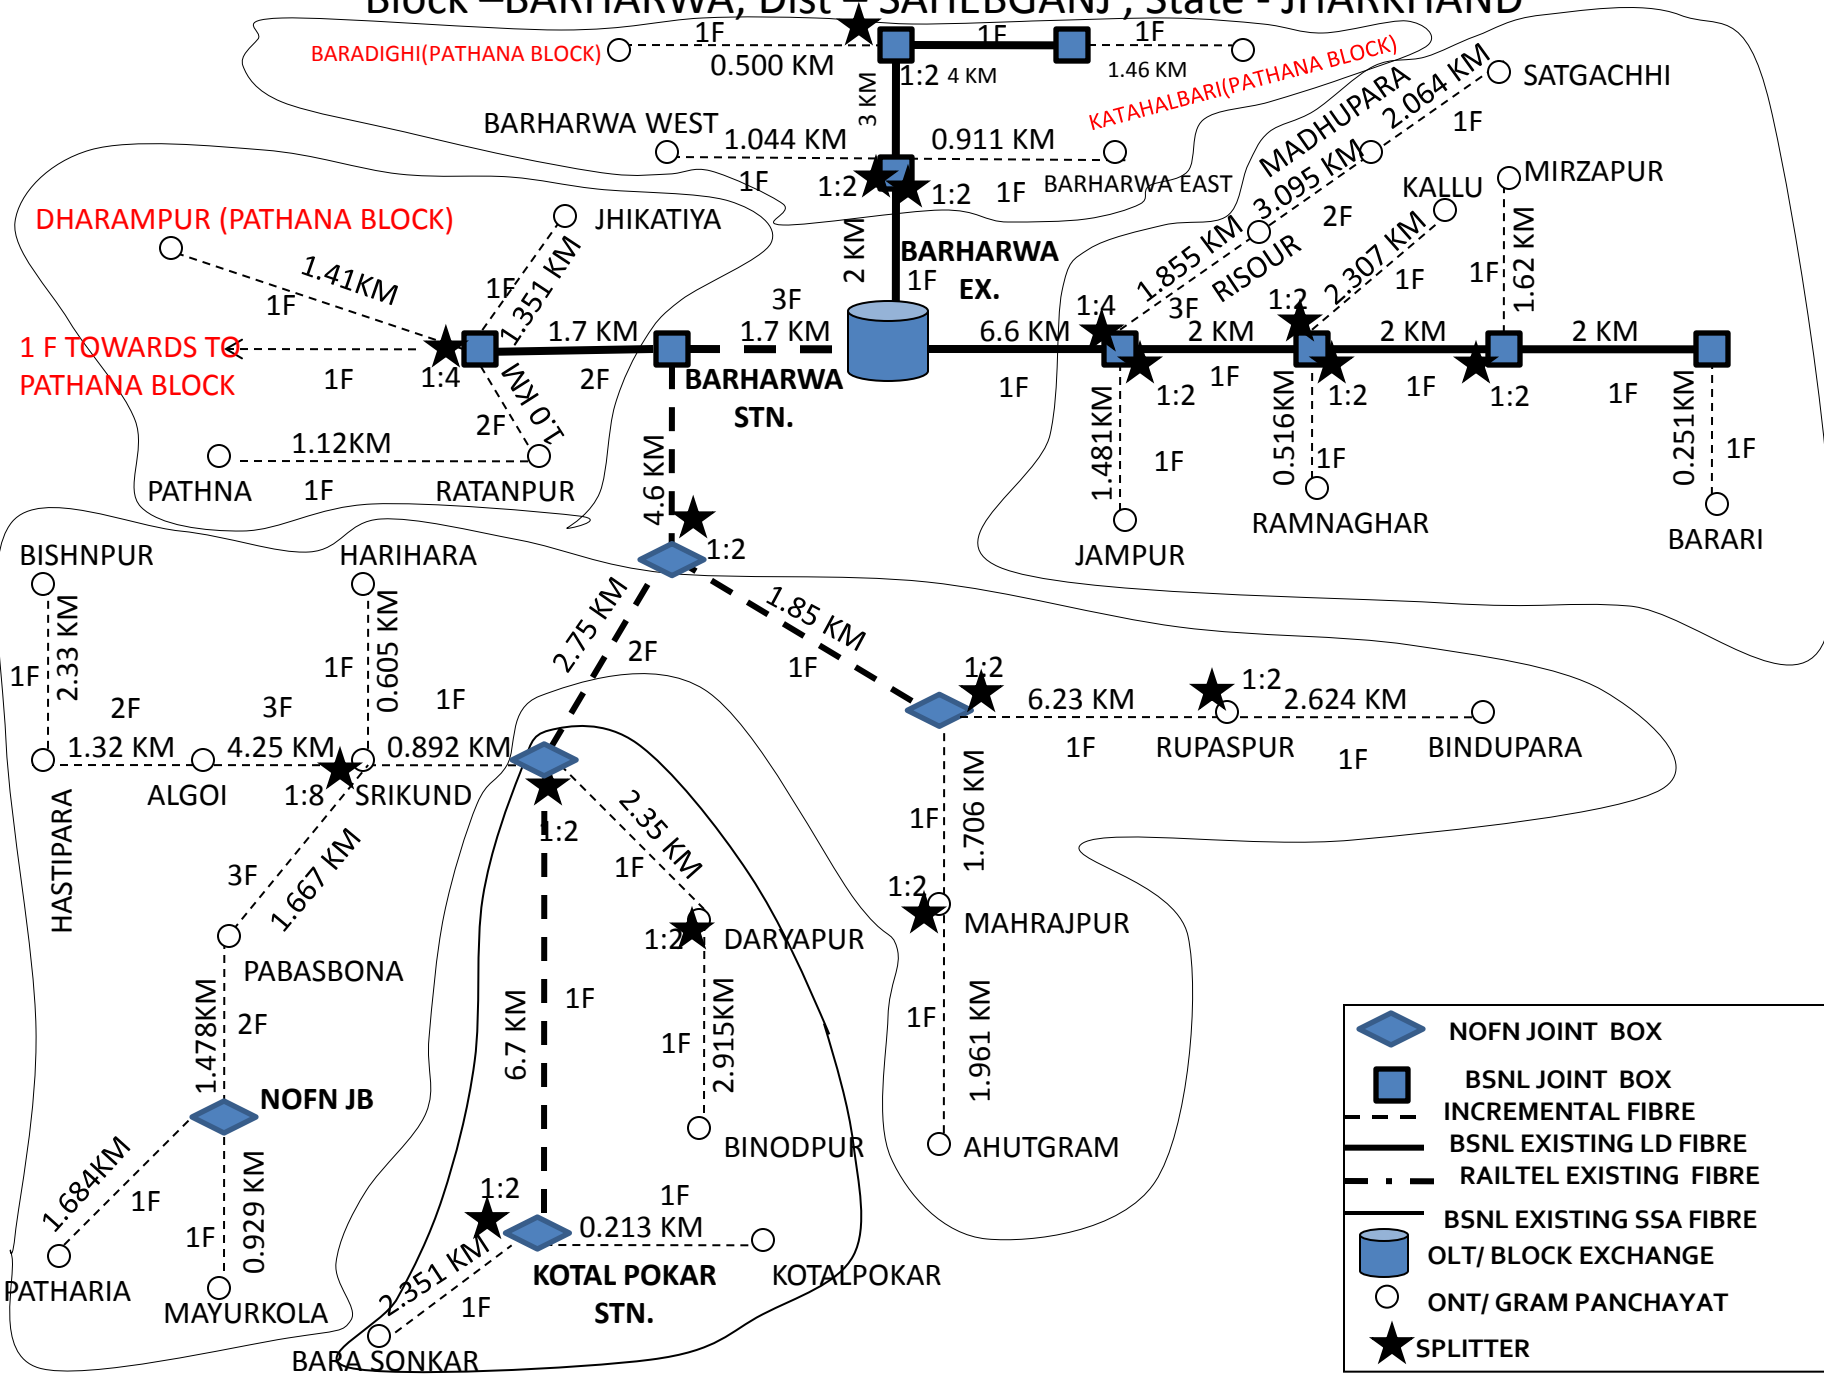 Block –BARHARWA, Dist – SAHEBGANJ , State - JHARKHAND
1F
1F
1F
BARADIGHI(PATHANA BLOCK)
0.500 KM
1:2
4 KM
1.46 KM
KATAHALBARI(PATHANA BLOCK)
3 KM
BARHARWA WEST
1.044 KM
0.911 KM
1F
1:2
1:2
1F
BARHARWA EAST
2 KM
1F
BARHARWA
EX.
SATGACHHI
2.064 KM
1F
MADHUPARA
3.095 KM
2F
RISOUR
1.855 KM
3F
KALLU
2.307 KM
1F
MIRZAPUR
1.62 KM
1F
DHARAMPUR (PATHANA BLOCK)
JHIKATIYA
1.41KM
1F
1F
1.351 KM
1 F TOWARDS TO
PATHANA BLOCK
1F
1:4
1.7 KM
2F
3F
1.7 KM
BARHARWA
STN.
1.0 KM
2F
1.12KM
1F
PATHNA
RATANPUR
6.6 KM
1F
1:4
1:2
2 KM
1F
1:2
1:2
2 KM
1F
1:2
2 KM
1F
1.481KM
1F
JAMPUR
0.516KM
1F
RAMNAGHAR
0.251KM
1F
BARARI
4.6 KM
1:2
BISHNPUR
HARIHARA
2.33 KM
1F
0.605 KM
1F
2.75 KM
2F
1.85 KM
1F
2F
3F
1F
1.32 KM
4.25 KM
0.892 KM
HASTIPARA
ALGOI
1:8
SRIKUND
1:2
6.23 KM
1:2
2.624 KM
1F
RUPASPUR
1F
BINDUPARA
1:2
2.35 KM
1F
1.706 KM
1F
3F
1.667 KM
1:2
MAHRAJPUR
1:2
DARYAPUR
PABASBONA
1.478KM
2F
6.7 KM
1F
2.915KM
1F
1.961 KM
1F
NOFN JB
BINODPUR
AHUTGRAM
1.684KM
1F
0.929 KM
1F
1:2
1F
0.213 KM
PATHARIA
MAYURKOLA
2.351 KM
1F
KOTAL POKAR
STN.
KOTALPOKAR
BARA SONKAR
NOFN JOINT BOX
BSNL JOINT BOX
INCREMENTAL FIBRE
BSNL EXISTING LD FIBRE
RAILTEL EXISTING FIBRE
BSNL EXISTING SSA FIBRE
OLT/ BLOCK EXCHANGE
ONT/ GRAM PANCHAYAT
SPLITTER